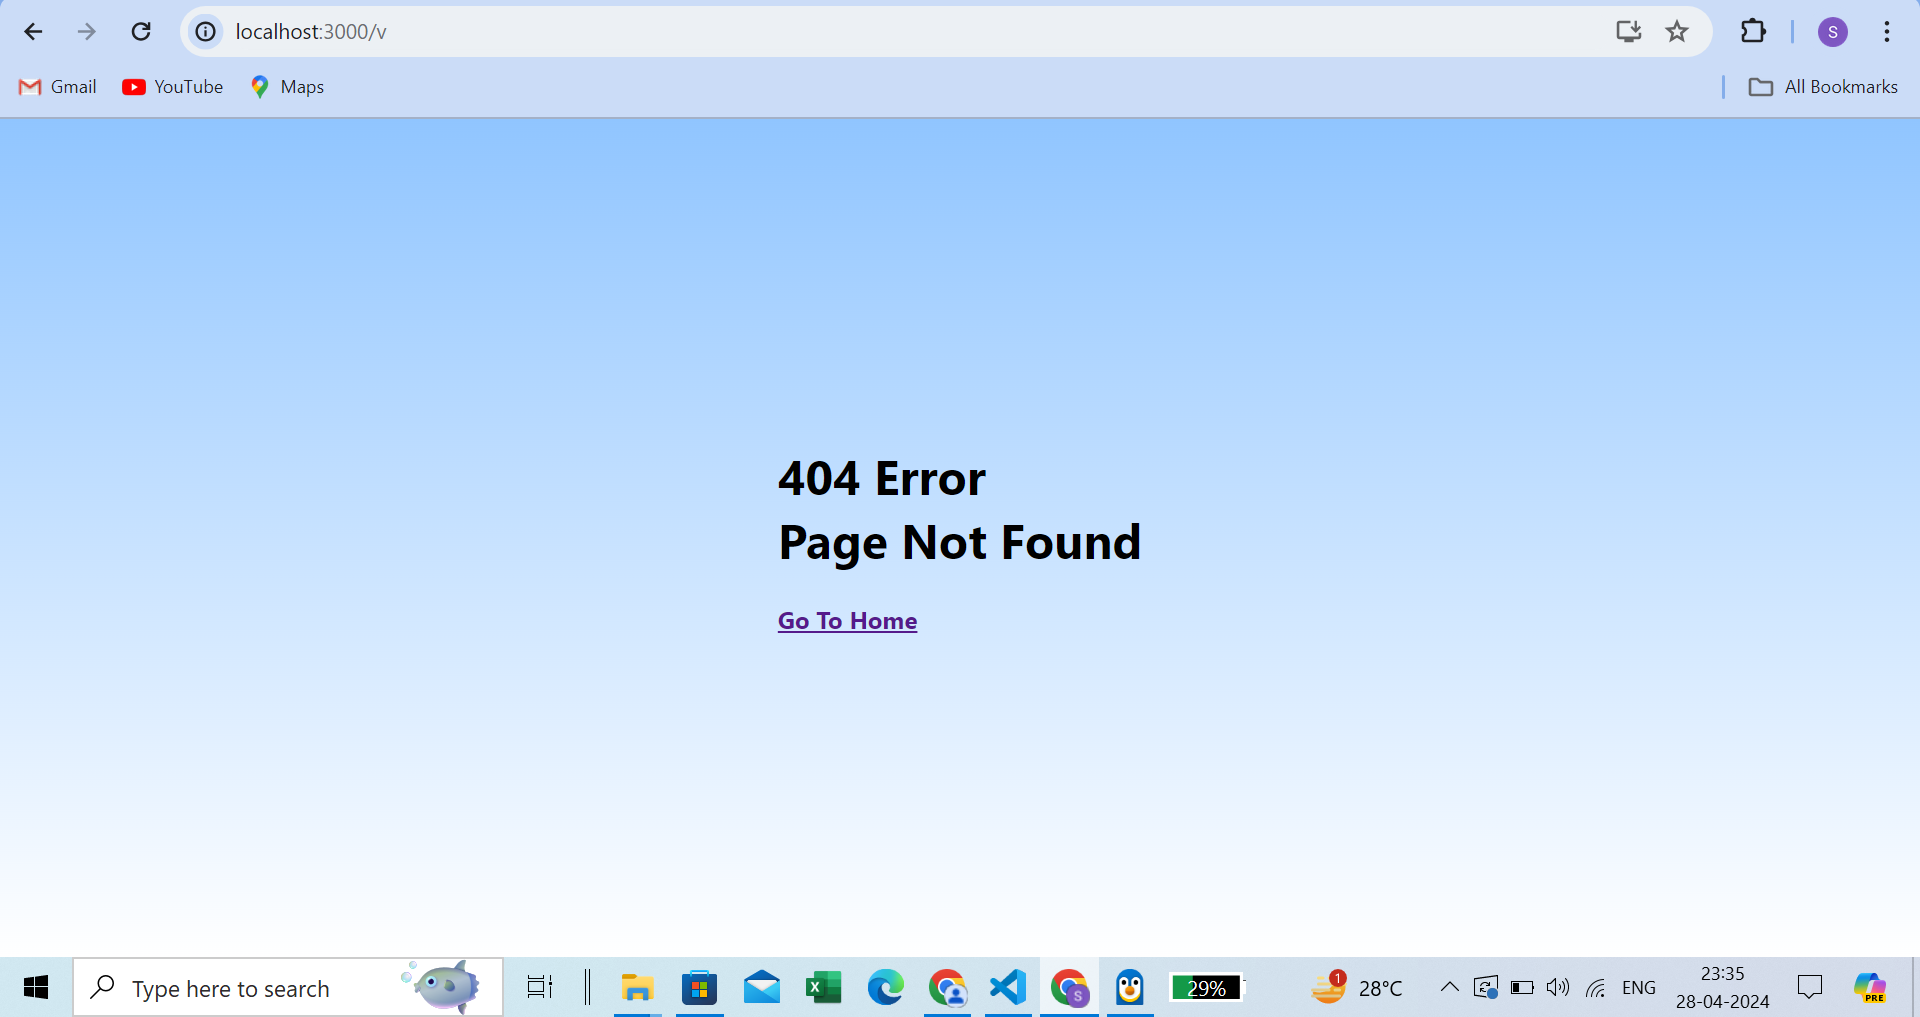 localhost:3000/v
S
Gmail
YouTube
Maps
All Bookmarks
404 Error
Page Not Found
Go To Home
Type here to search
X
S
29%
1
28°C
ENG
23:35
28-04-2024
PRE